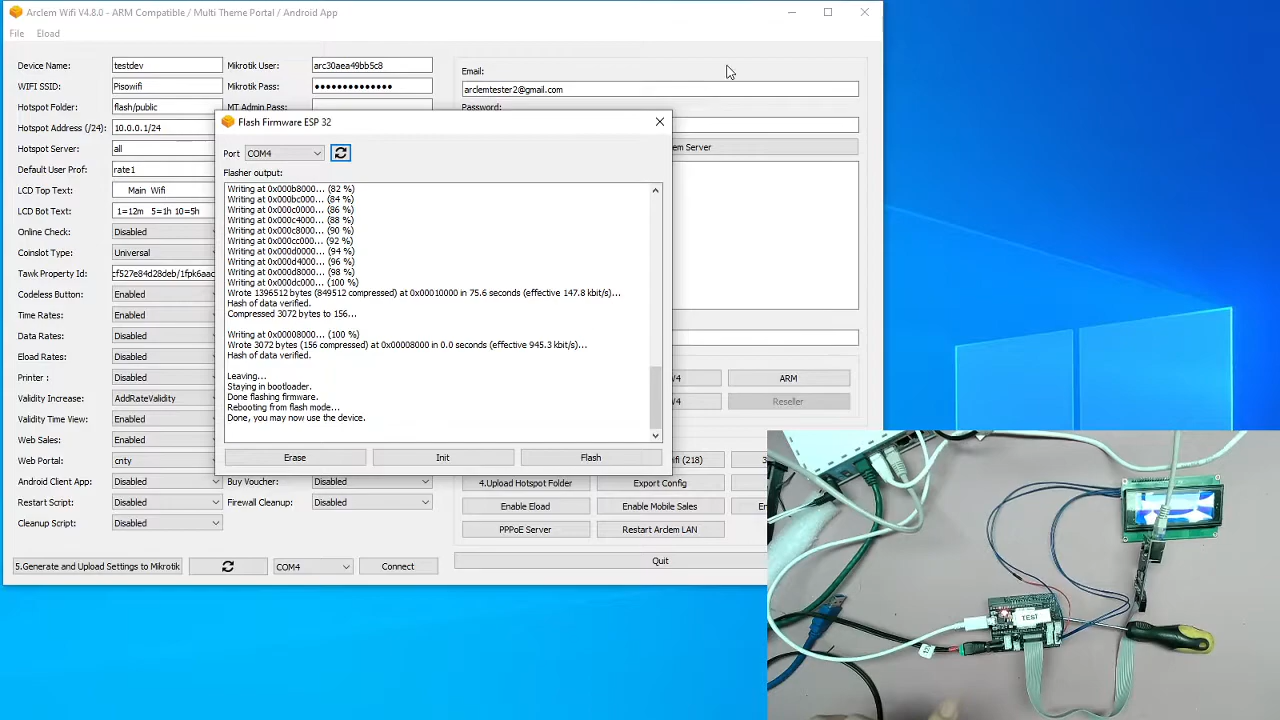 Arclem Wifi V4.8.0 - ARM Compatible / Multi Theme Portal / Android App
File Eload
Device Name: testdev Mikrotik User: arc30aea49bb5c8
WIFI SSID: Pisowifi Mikrotik Pass: ••••••••••••••
Hotspot Folder: flash/public MT Admin Pass:
Hotspot Address (/24) 10.0.0.1/24
Hotspot Server: all
Default User Prof: rate1
LCD Top Text: Main Wifi
LCD Bot Text: 1=12m 5=1h 10=5h
Online Check: Disabled
Coinslot Type: Universal
Tawk Property Id: cf527e84d28deb/1fpk6aac
Codeless Button: Enabled
Time Rates: Enabled
Data Rates: Disabled
Eload Rates: Disabled
Printer : Disabled
Validity Increase: AddRateValidity
Validity Time View: Enabled
Web Sales: Enabled
Web Portal: cnty
Android Client App: Disabled Buy Voucher: Disabled
Restart Script: Disabled Firewall Cleanup: Disabled
Cleanup Script: Disabled
5.Generate and Upload Settings to Mikrotik COM4 Connect
Email:
arclemtester2@gmail.com
Password:
em Server
Flash Firmware ESP 32
Port COM4
Flasher output:
Writing at 0x000b8000... (82 %)
Writing at 0x000bc000... (84 %)
Writing at 0x000c0000... (86 %)
Writing at 0x000c4000... (88 %)
Writing at 0x000c8000... (90 %)
Writing at 0x000cc000... (92 %)
Writing at 0x000d0000... (94 %)
Writing at 0x000d4000... (96 %)
Writing at 0x000d8000... (98 %)
Writing at 0x000dc000... (100 %)
Wrote 1396512 bytes (849512 compressed) at 0x00010000 in 75.6 seconds (effective 147.8 kbit/s)...
Hash of data verified.
Compressed 3072 bytes to 156...
Writing at 0x00008000... (100 %)
Wrote 3072 bytes (156 compressed) at 0x00008000 in 0.0 seconds (effective 945.3 kbit/s)...
Hash of data verified.
Leaving...
Staying in bootloader.
Done flashing firmware.
Rebooting from flash mode...
Done, you may now use the device.
Erase Init Flash
V4 ARM
V4 Reseller
ifi (218) 3
4.Upload Hotspot Folder Export Config
Enable Eload Enable Mobile Sales En
PPPoE Server Restart Arclem LAN
Quit
TEST